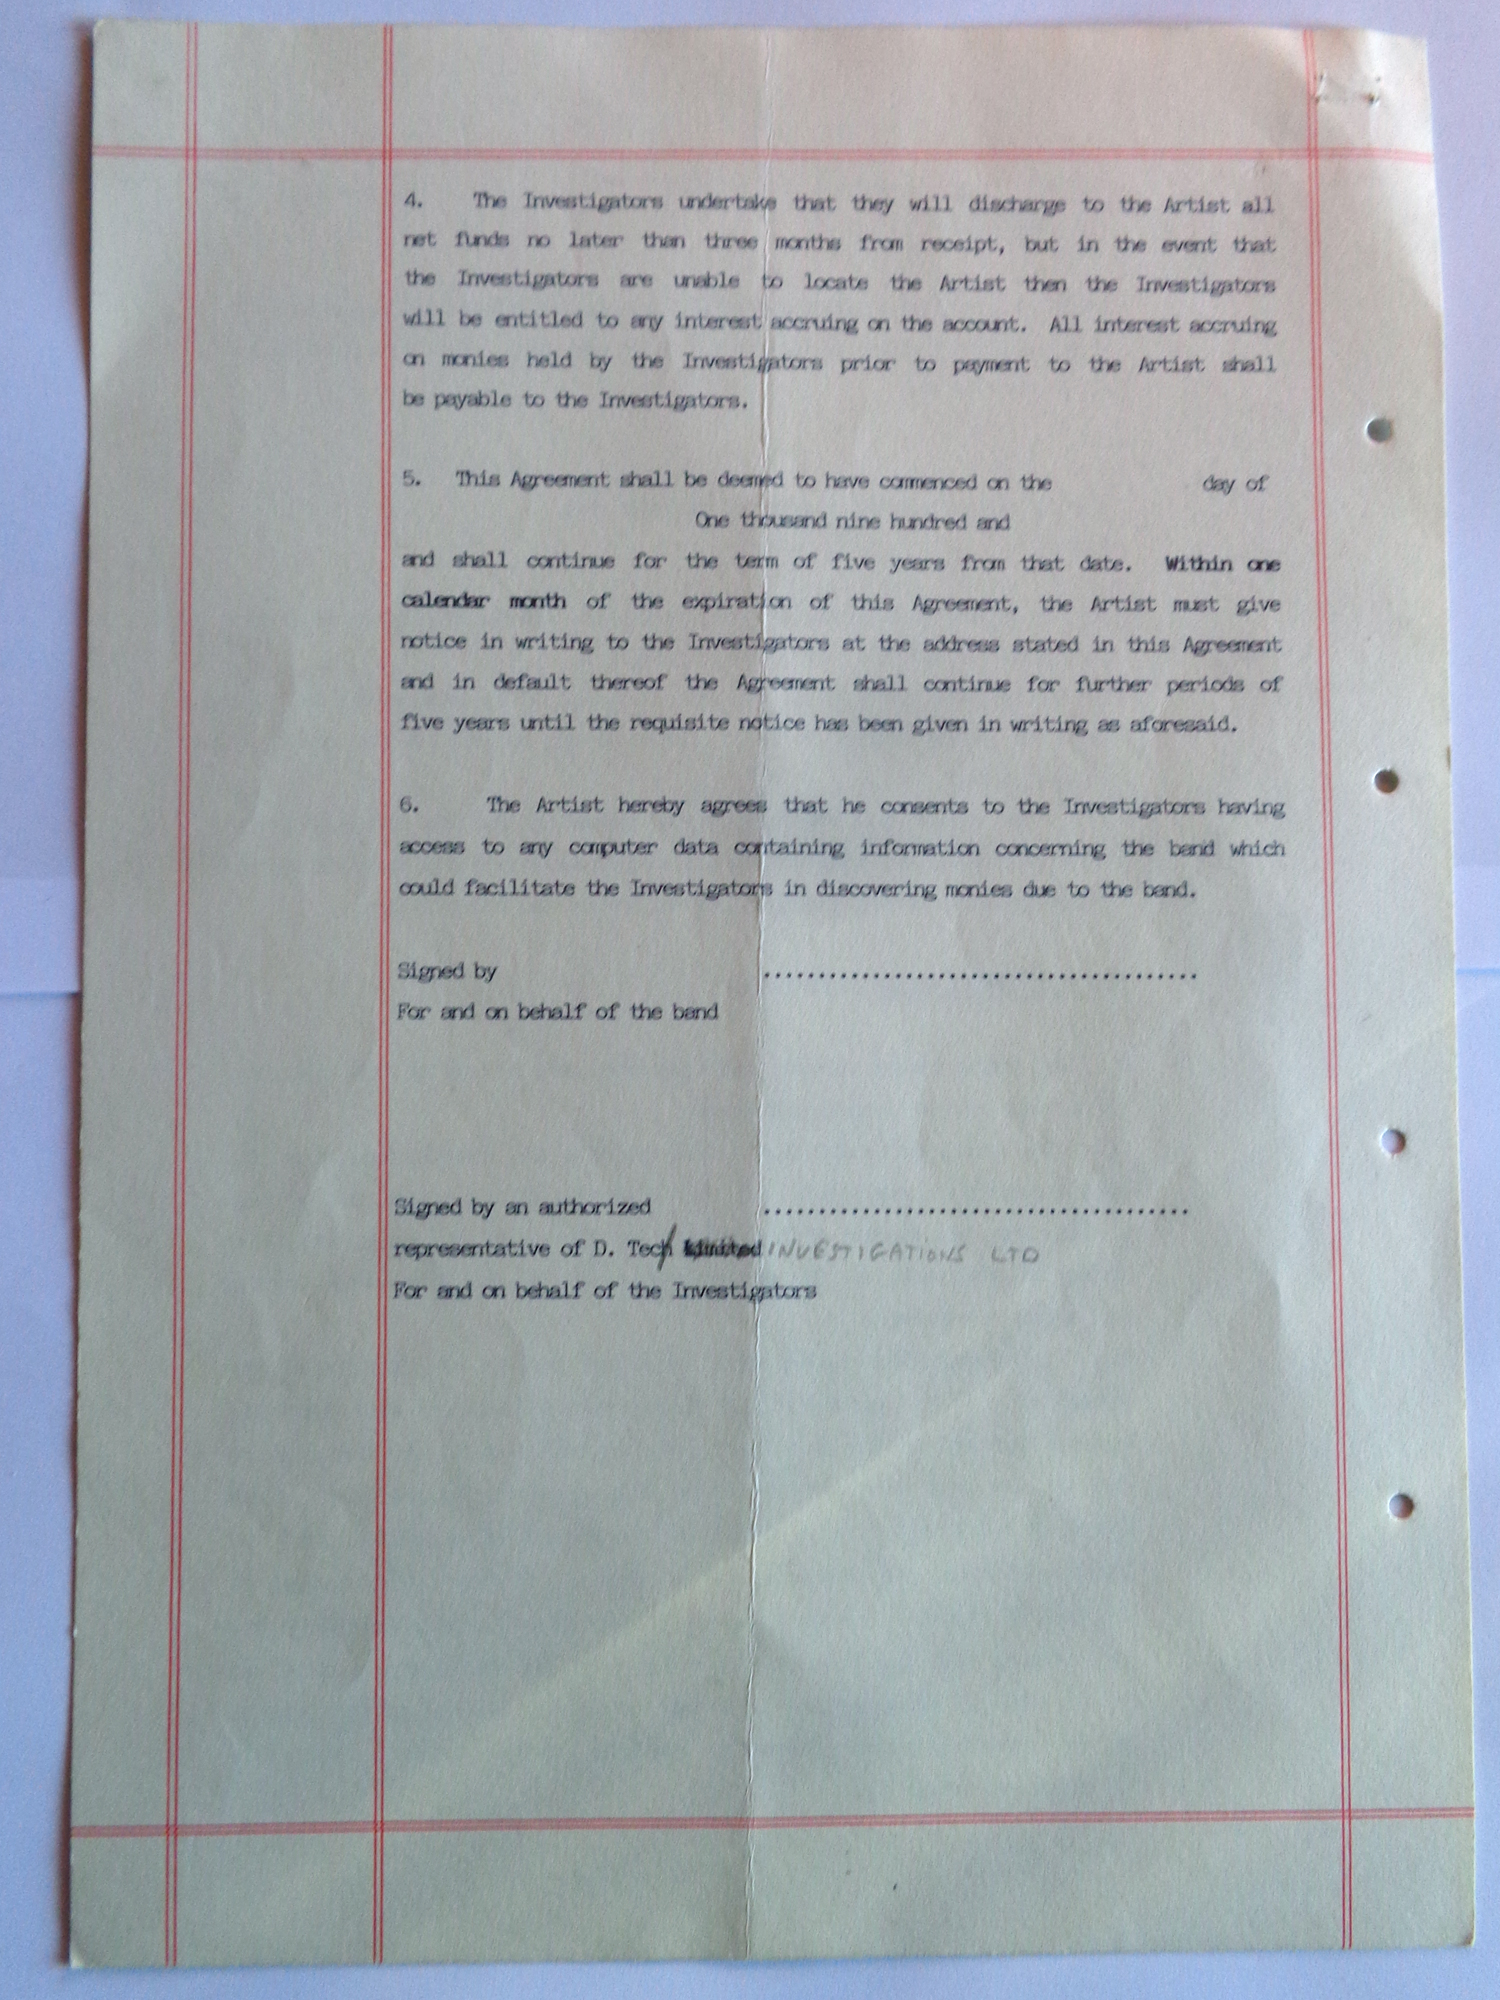 4. The Investigators undertake that they will discharge to the Artist all
net funds no later than three months from receipt, but in the event that
the Investigators are unable to locate the Artist then the Investigators
will be entitled to any interest accruing on the account. All interest accruing
on monies held by the Investigators prior to payment to the Artist shall
be payable to the Investigators.
5. This Agreement shall be deemed to have commenced on the day of
One thousand nine hundred and
and shall continue for the term of five years from that date. Within one
calendar month of the expiration of this Agreement, the Artist must give
notice in writing to the Investigators at the address stated in this Agreement
and in default thereof the Agreement shall continue for further periods of
five years until the requisite notice has been given in writing as aforesaid.
6. The Artist hereby agrees that he consents to the Investigators having
access to any computer data containing information concerning the band which
could facilitate the Investigators in discovering monies due to the band.
Signed by ........................................
For and on behalf of the band
Signed by an authorized ........................................
representative of D. Tech Limited INVESTIGATIONS LTD
For and on behalf of the Investigators